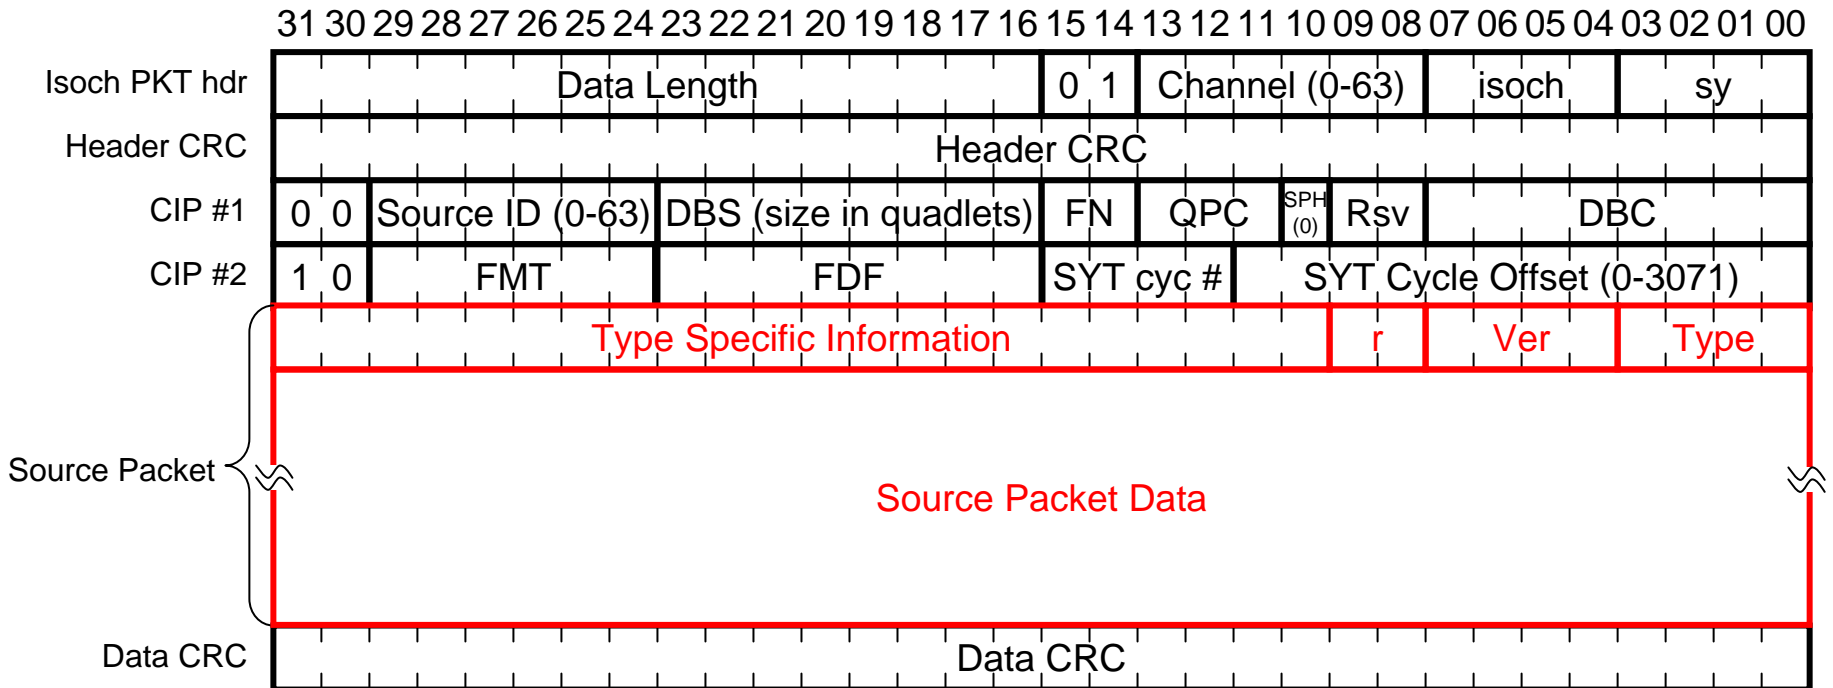 31 30 29 28 27 26 25 24 23 22 21 20 19 18 17 16 15 14 13 12 11 10 09 08 07 06 05 04 03 02 01 00
Isoch PKT hdr Data Length 0 1 Channel (0-63) isoch sy
Header CRC Header CRC
CIP #1 0 0 Source ID (0-63) DBS (size in quadlets) FN QPC SPH (0) Rsv DBC
CIP #2 1 0 FMT FDF SYT cyc # SYT Cycle Offset (0-3071)
Type Specific Information r Ver Type
Source Packet
Source Packet Data
Data CRC Data CRC